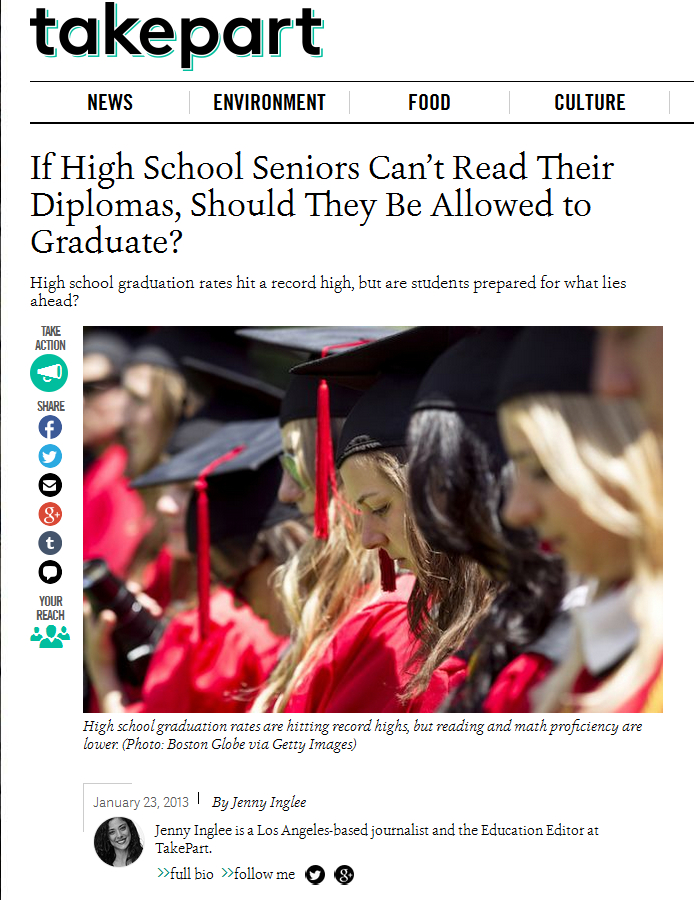 takepart
NEWS ENVIRONMENT FOOD CULTURE
If High School Seniors Can't Read Their
Diplomas, Should They Be Allowed to
Graduate?
High school graduation rates hit a record high, but are students prepared for what lies
ahead?
TAKE
ACTION
SHARE
f
g+
t
YOUR
REACH
High school graduation rates are hitting record highs, but reading and math proficiency are
lower. (Photo: Boston Globe via Getty Images)
January 23, 2013 | By Jenny Inglee
Jenny Inglee is a Los Angeles-based journalist and the Education Editor at
TakePart.
>>full bio >>follow me g+